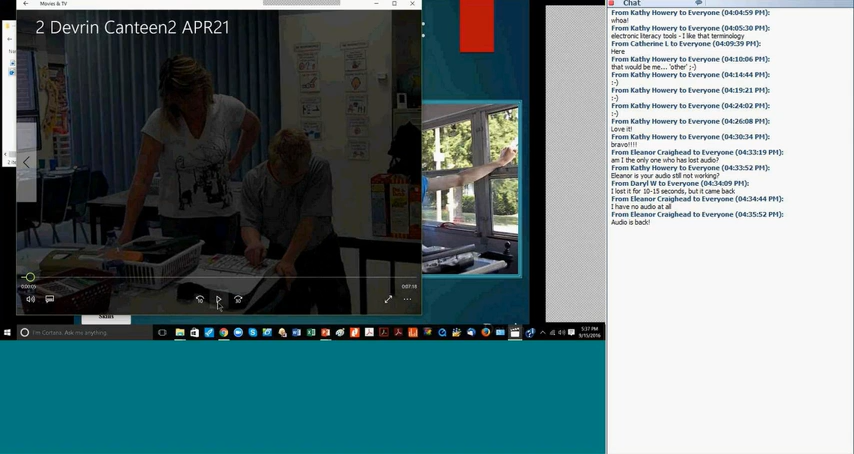 Movies & TV
2 Devrin Canteen2 APR21
0:00:05
0:07:18
10
30
Skills
I'm Cortana. Ask me anything.
5:37 PM
9/15/2016
Chat
From Kathy Howery to Everyone (04:04:59 PM):
whoa!
From Kathy Howery to Everyone (04:05:30 PM):
electronic literacy tools - I like that terminology
From Catherine L to Everyone (04:09:39 PM):
Here
From Kathy Howery to Everyone (04:10:06 PM):
that would be me... 'other' ;-)
From Kathy Howery to Everyone (04:14:44 PM):
:-)
From Kathy Howery to Everyone (04:19:21 PM):
:-)
From Kathy Howery to Everyone (04:24:02 PM):
:-)
From Kathy Howery to Everyone (04:26:08 PM):
Love it!
From Kathy Howery to Everyone (04:30:34 PM):
bravo!!!!
From Eleanor Craighead to Everyone (04:33:19 PM):
am I the only one who has lost audio?
From Kathy Howery to Everyone (04:33:52 PM):
Eleanor is your audio still not working?
From Daryl W to Everyone (04:34:09 PM):
I lost it for 10-15 seconds, but it came back
From Eleanor Craighead to Everyone (04:34:44 PM):
I have no audio at all
From Eleanor Craighead to Everyone (04:35:52 PM):
Audio is back!